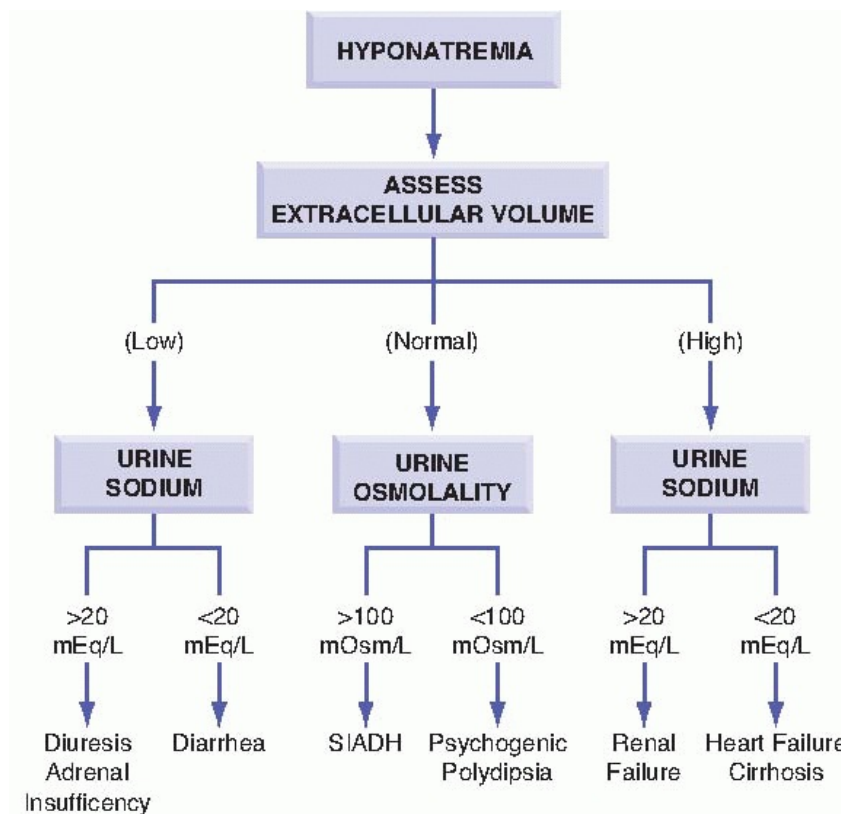 HYPONATREMIA
ASSESS
EXTRACELLULAR VOLUME
(Low)
(Normal)
(High)
URINE
SODIUM
URINE
OSMOLALITY
URINE
SODIUM
>20
mEq/L
<20
mEq/L
>100
mOsm/L
<100
mOsm/L
>20
mEq/L
<20
mEq/L
Diuresis
Adrenal
Insufficency
Diarrhea
SIADH
Psychogenic
Polydipsia
Renal
Failure
Heart Failure
Cirrhosis